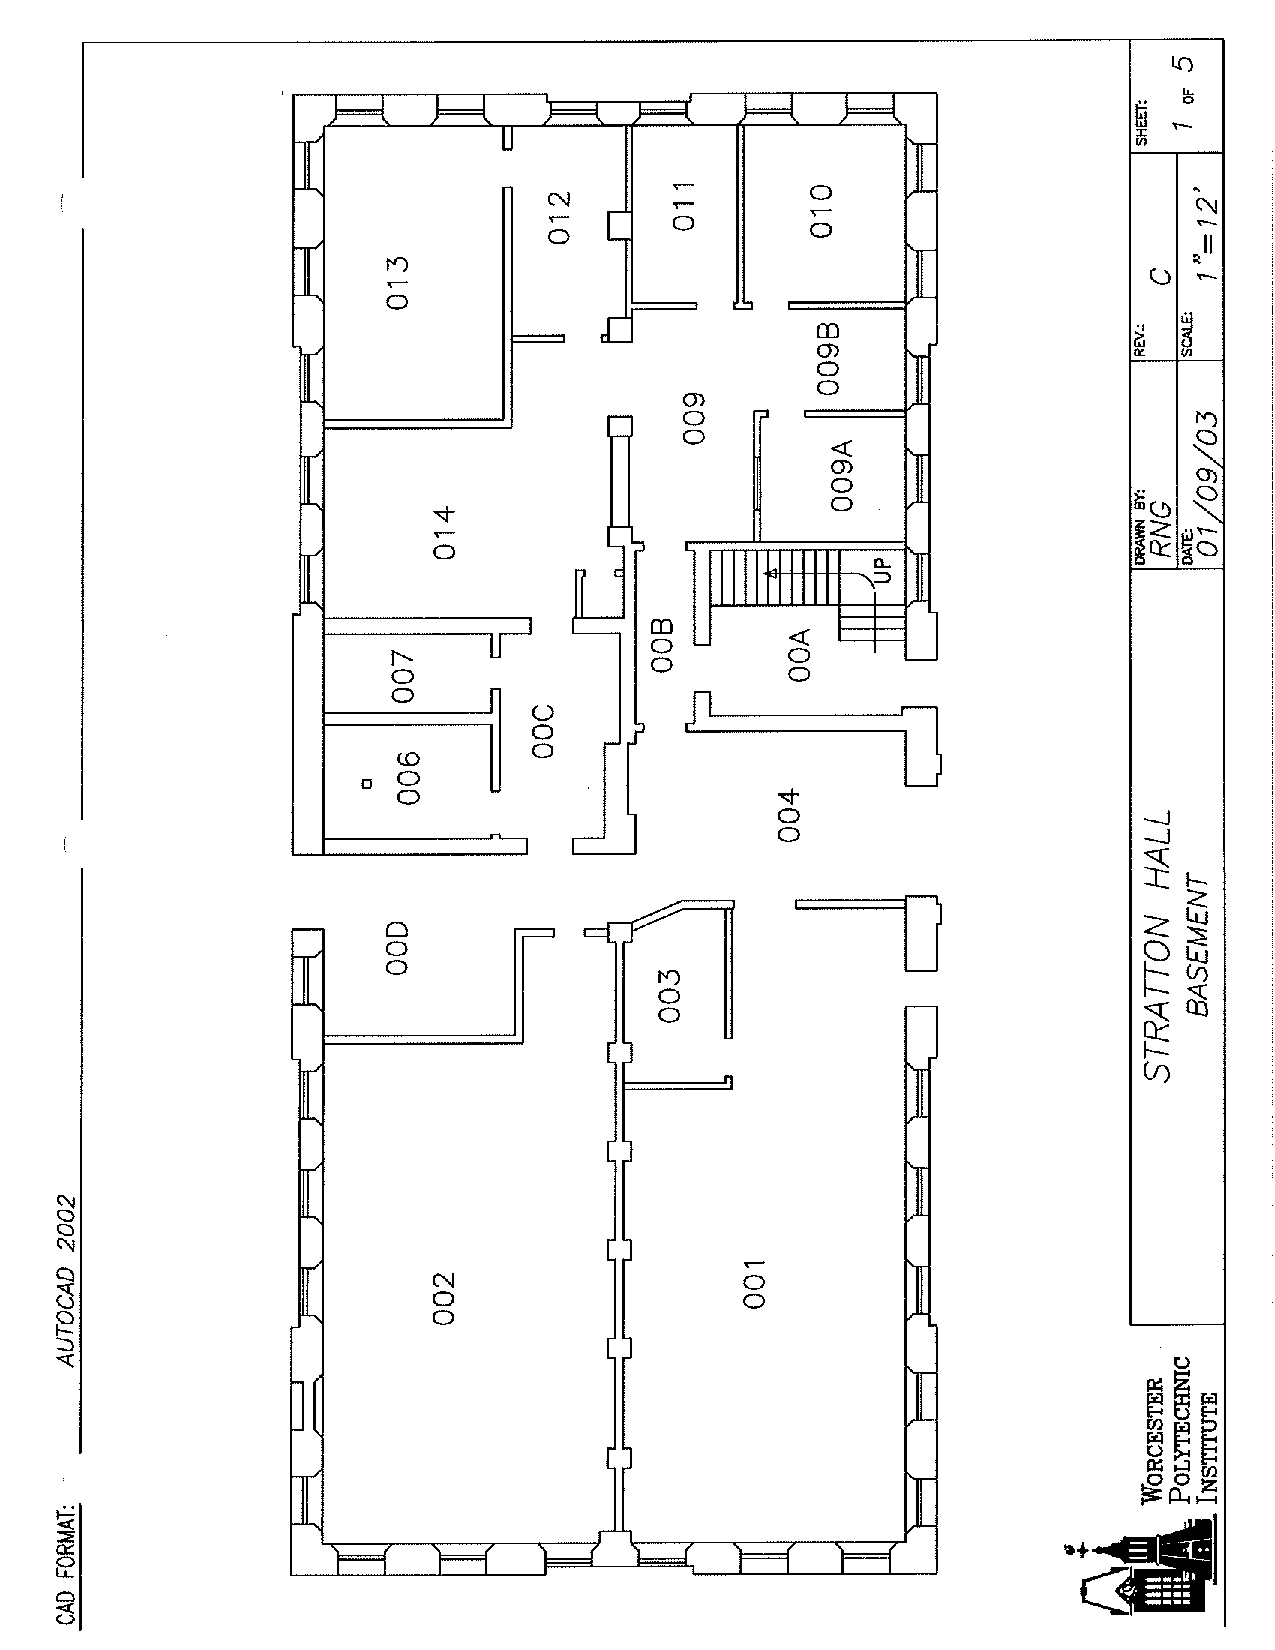 CAD FORMAT: AUTOCAD 2002
002
00D
006
007
014
013
00C
012
003
00B
009
011
001
004
00A
UP
009A
009B
010
WORCESTER
POLYTECHNIC
INSTITUTE
STRATTON HALL
BASEMENT
DRAWN BY:
RNG
DATE:
01/09/03
REV.:
C
SCALE:
1"=12'
SHEET:
1 OF 5